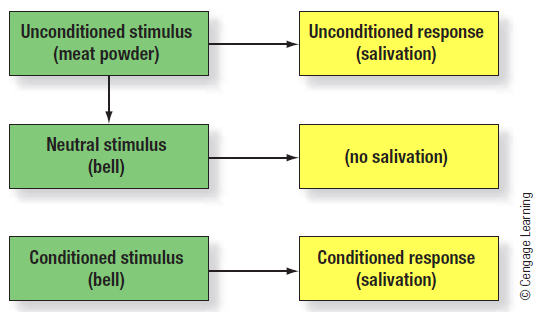 Unconditioned stimulus
(meat powder)
Unconditioned response
(salivation)
Neutral stimulus
(bell)
(no salivation)
Conditioned stimulus
(bell)
Conditioned response
(salivation)
© Cengage Learning